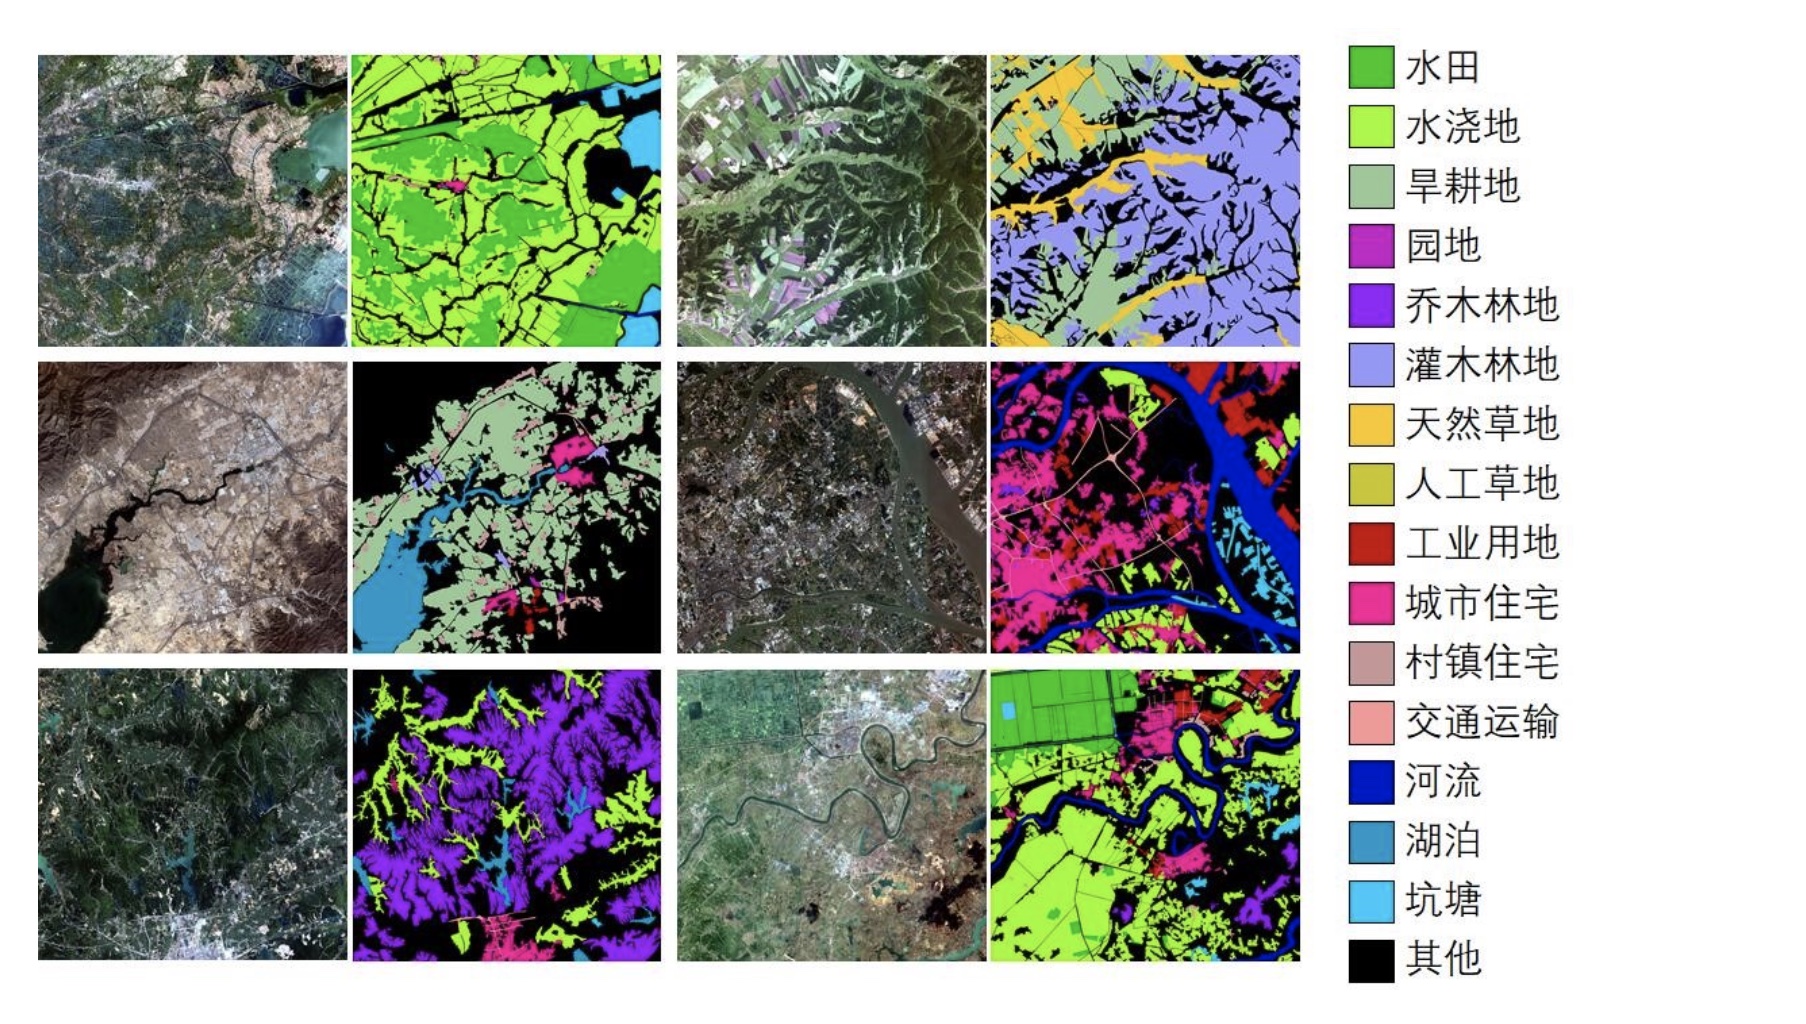 水田
水浇地
旱耕地
园地
乔木林地
灌木林地
天然草地
人工草地
工业用地
城市住宅
村镇住宅
交通运输
河流
湖泊
坑塘
其他